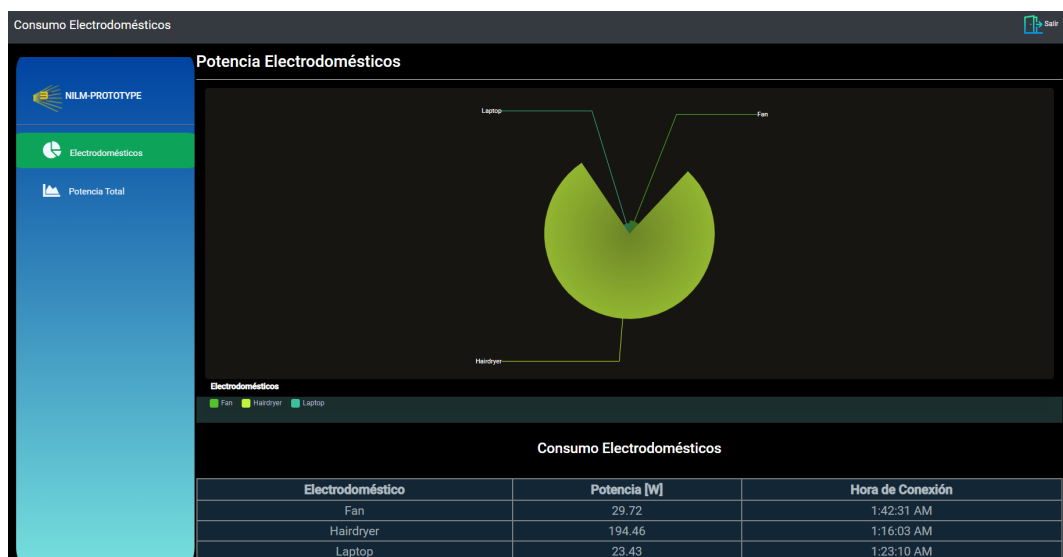 Consumo Electrodomésticos
Salir
NILM-PROTOTYPE
Electrodomésticos
Potencia Total
Potencia Electrodomésticos
Laptop
Fan
Hairdryer
Electrodomésticos
Fan Hairdryer Laptop
Consumo Electrodomésticos
Electrodoméstico Potencia [W] Hora de Conexión
Fan 29.72 1:42:31 AM
Hairdryer 194.46 1:16:03 AM
Laptop 23.43 1:23:10 AM